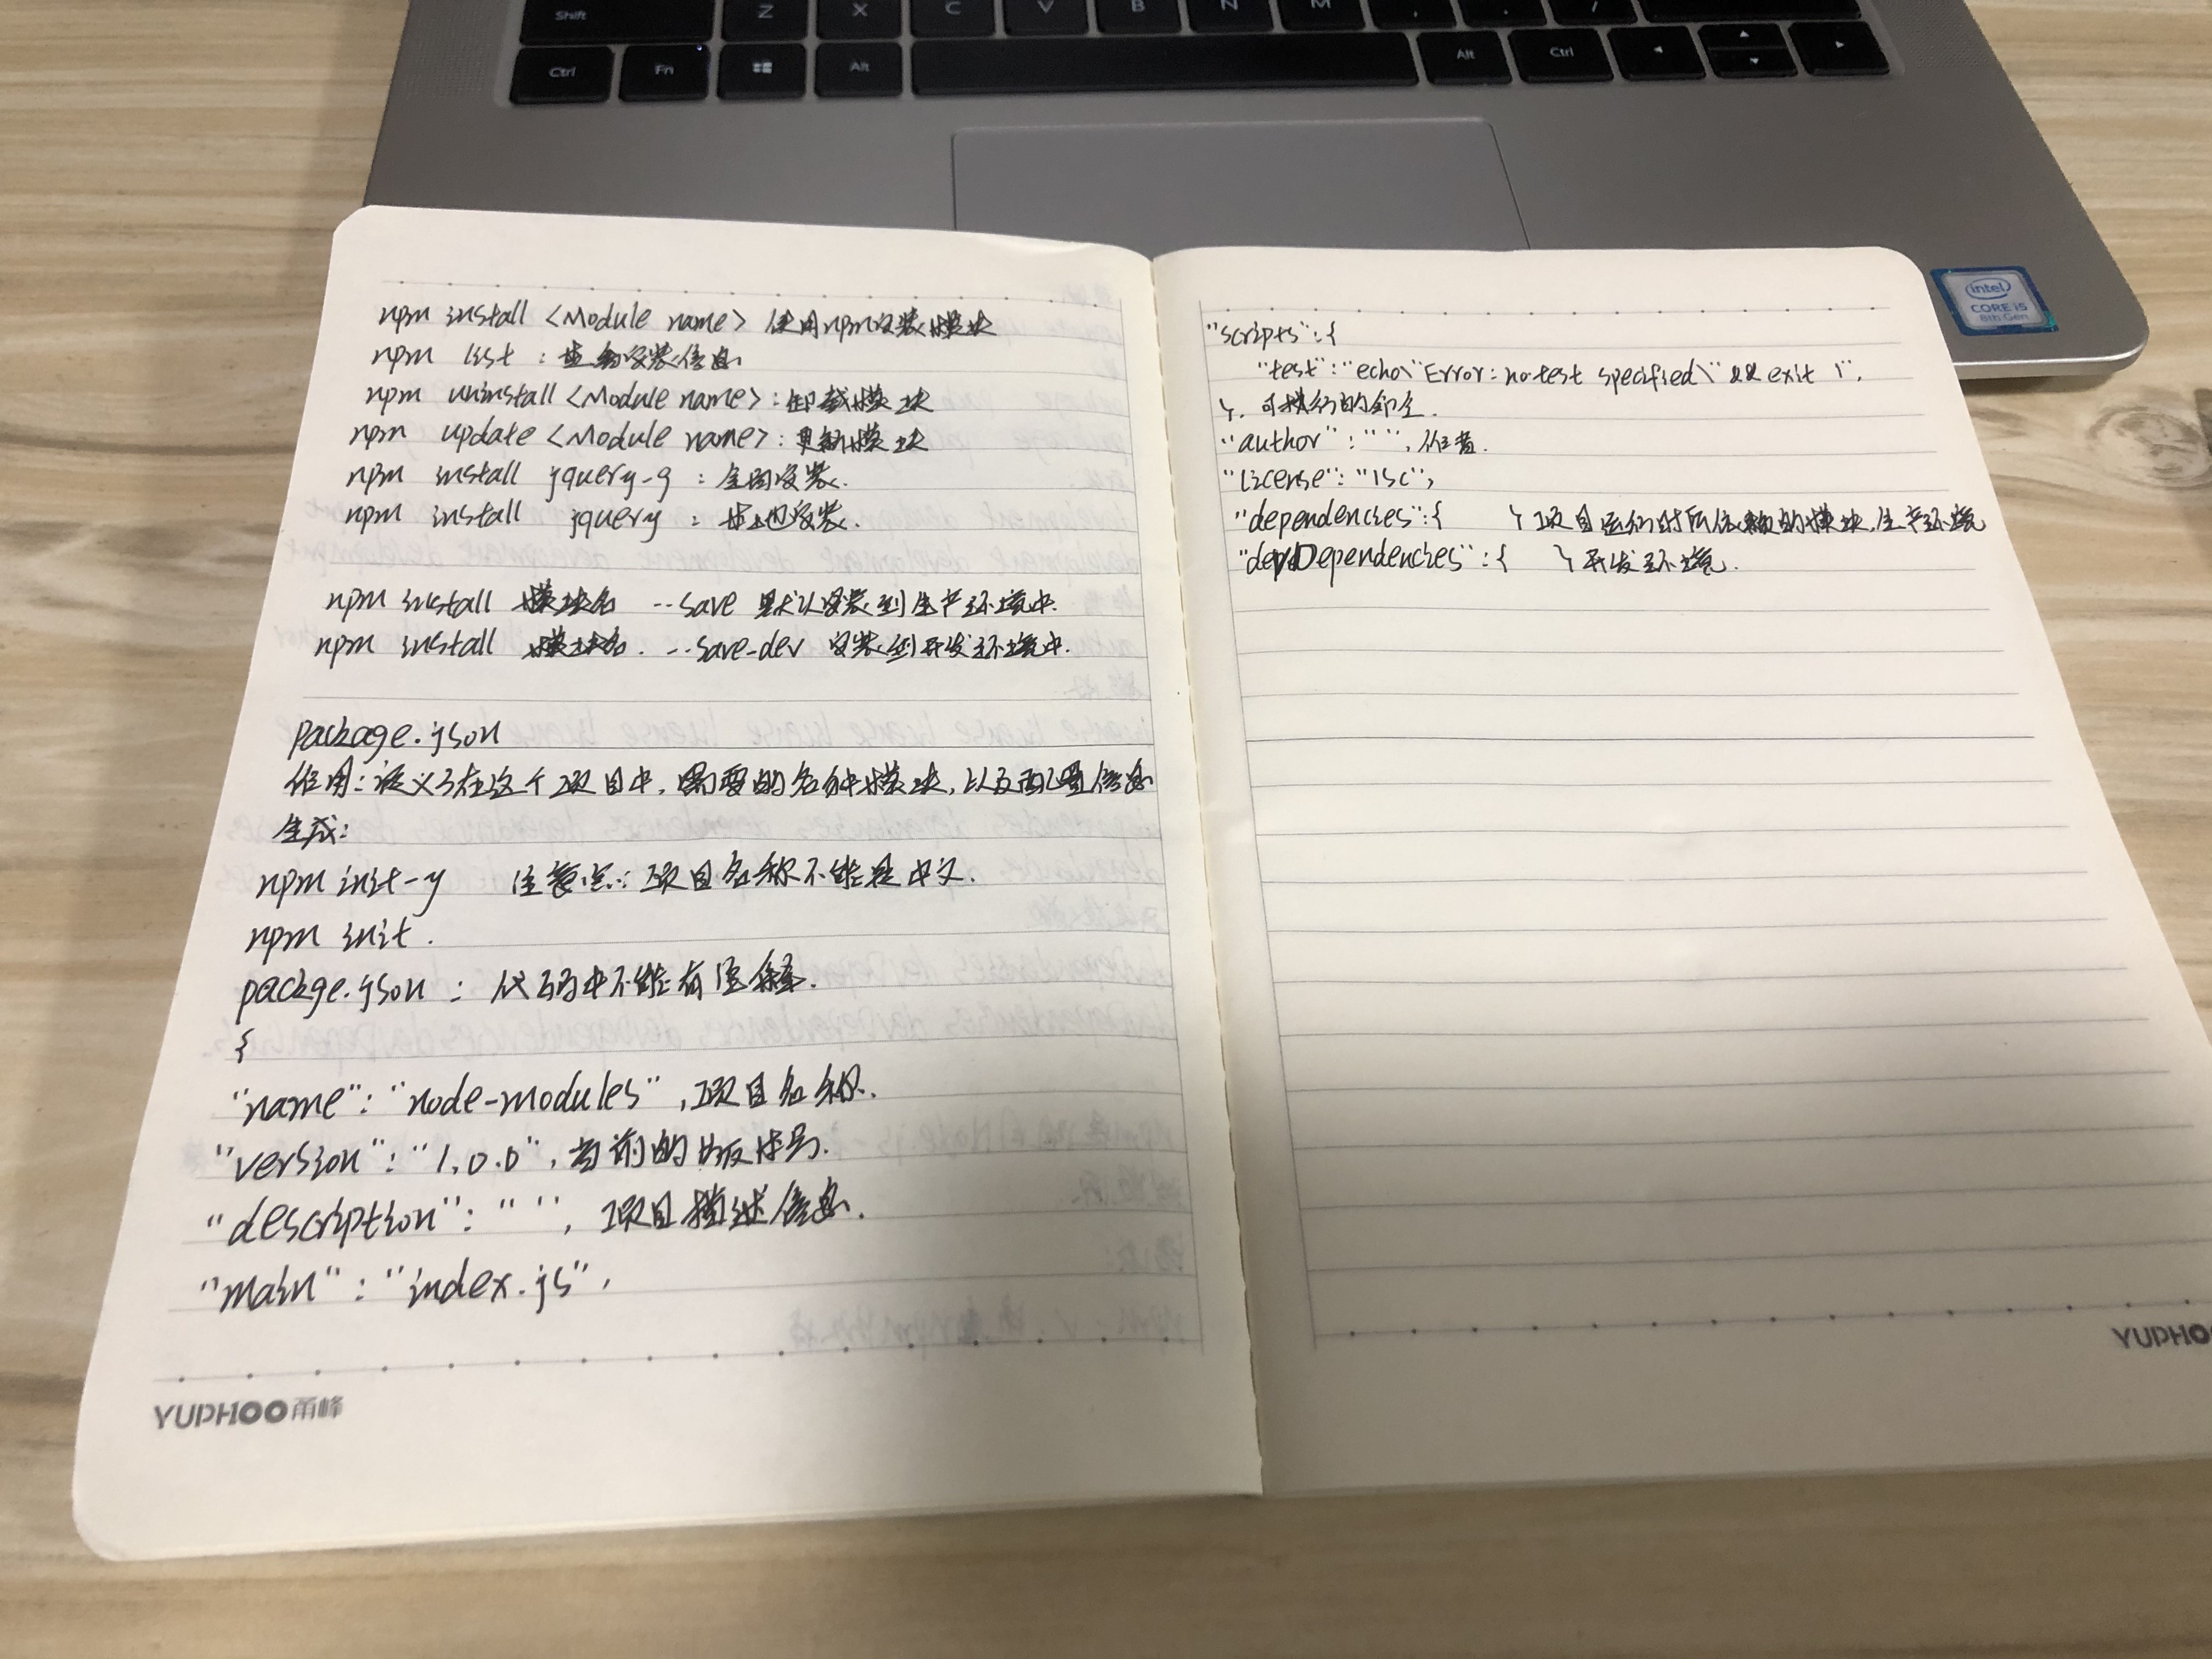 Shift Z X C V B N M , . /
Ctrl Fn Alt Alt Ctrl
intel
CORE i5
8th Gen
npm install <Module name> 使用npm安装模块
npm list : 查看安装信息
npm uninstall <Module name> : 卸载模块
npm update <Module name> : 更新模块
npm install jquery-g : 全局安装.
npm install jquery : 本地安装.
npm install 模块名 --save 默认安装到生产环境中.
npm install 模块名. --save-dev 安装到开发环境中.
package.json
作用:定义了在这个项目中,需要的各种模块,以及配置信息
生成:
npm init-y 注意点: 项目名称不能是中文.
npm init.
packge.json : 代码中不能有注释.
{
"name": "node-modules", 项目名称.
"version": "1.0.0", 当前的版本号.
"description": " ", 项目描述信息.
"main": "index.js",
YUPHOO甬峰
"scripts": {
"test": "echo\"Error: no test specified\" && exit 1",
}, 可执行的命令.
"author": " ", 作者.
"license": "ISC",
"dependencies": { } 项目运行时所依赖的模块,生产环境
"devDependencies": { } 开发环境.
YUPHO